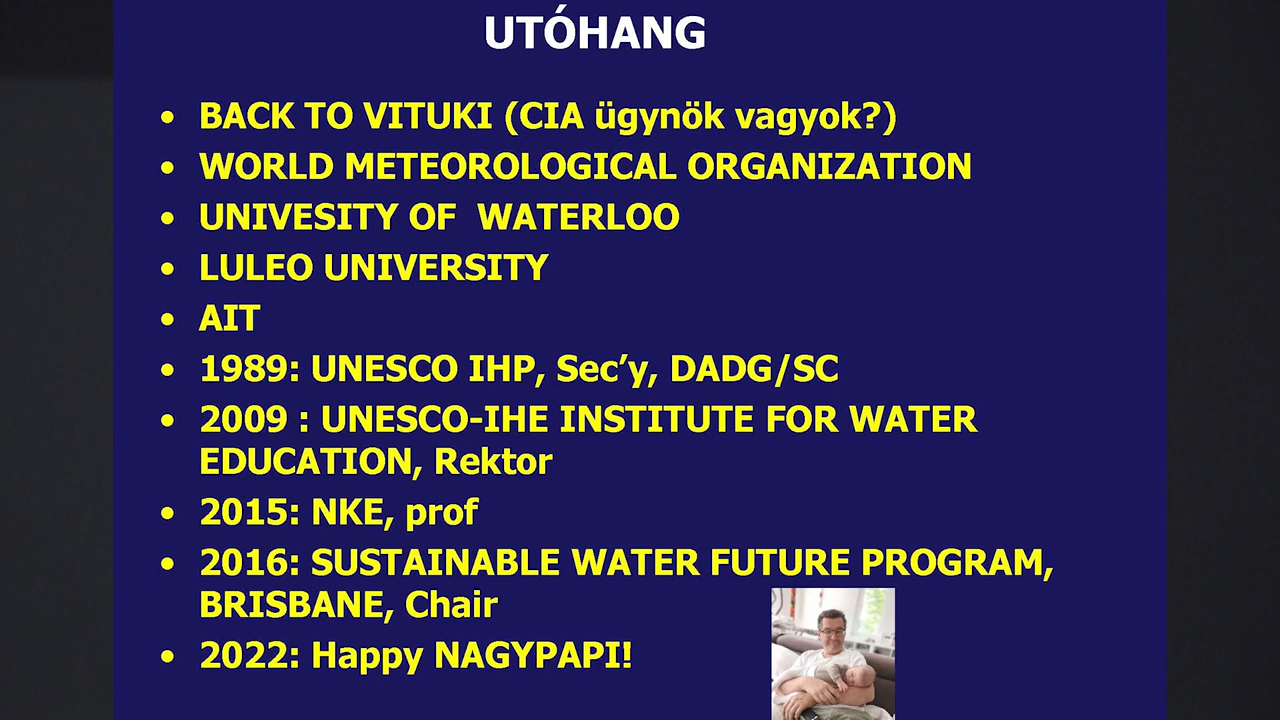 UTÓHANG
• BACK TO VITUKI (CIA ügynök vagyok?)
• WORLD METEOROLOGICAL ORGANIZATION
• UNIVESITY OF  WATERLOO
• LULEO UNIVERSITY
• AIT
• 1989: UNESCO IHP, Sec’y, DADG/SC
• 2009 : UNESCO-IHE INSTITUTE FOR WATER
EDUCATION, Rektor
• 2015: NKE, prof
• 2016: SUSTAINABLE WATER FUTURE PROGRAM,
BRISBANE, Chair
• 2022: Happy NAGYPAPI!